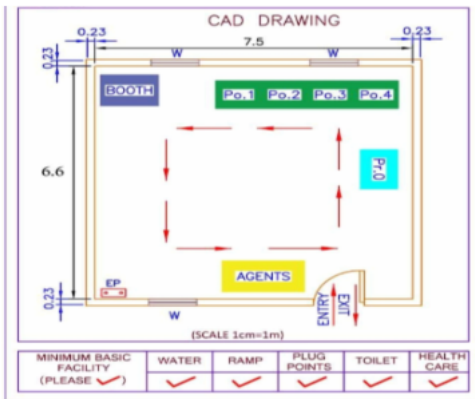 CAD DRAWING
0.23 7.5 0.23
W W
0.23
BOOTH Po.1 Po.2 Po.3 Po.4
6.6
Pr.O
EP AGENTS
0.23
W ENTRY EXIT
(SCALE 1cm=1m)
MINIMUM BASIC FACILITY (PLEASE ✓) WATER RAMP PLUG POINTS TOILET HEALTH CARE
✓ ✓ ✓ ✓ ✓